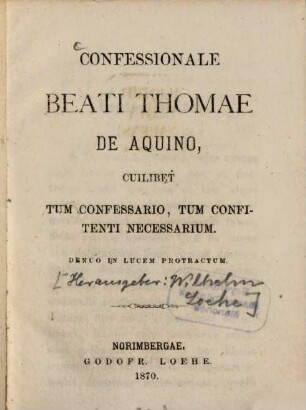 CONFESSIONALE
BEATI THOMAE
DE AQUINO,
CUILIBET
TUM CONFESSARIO, TUM CONFI-
TENTI NECESSARIUM.
DENUO IN LUCEM PROTRACTUM.
[Herausgeber: Wilhelm
Loehe]
NORIMBERGAE,
GODOFR. LOEHE.
1870.